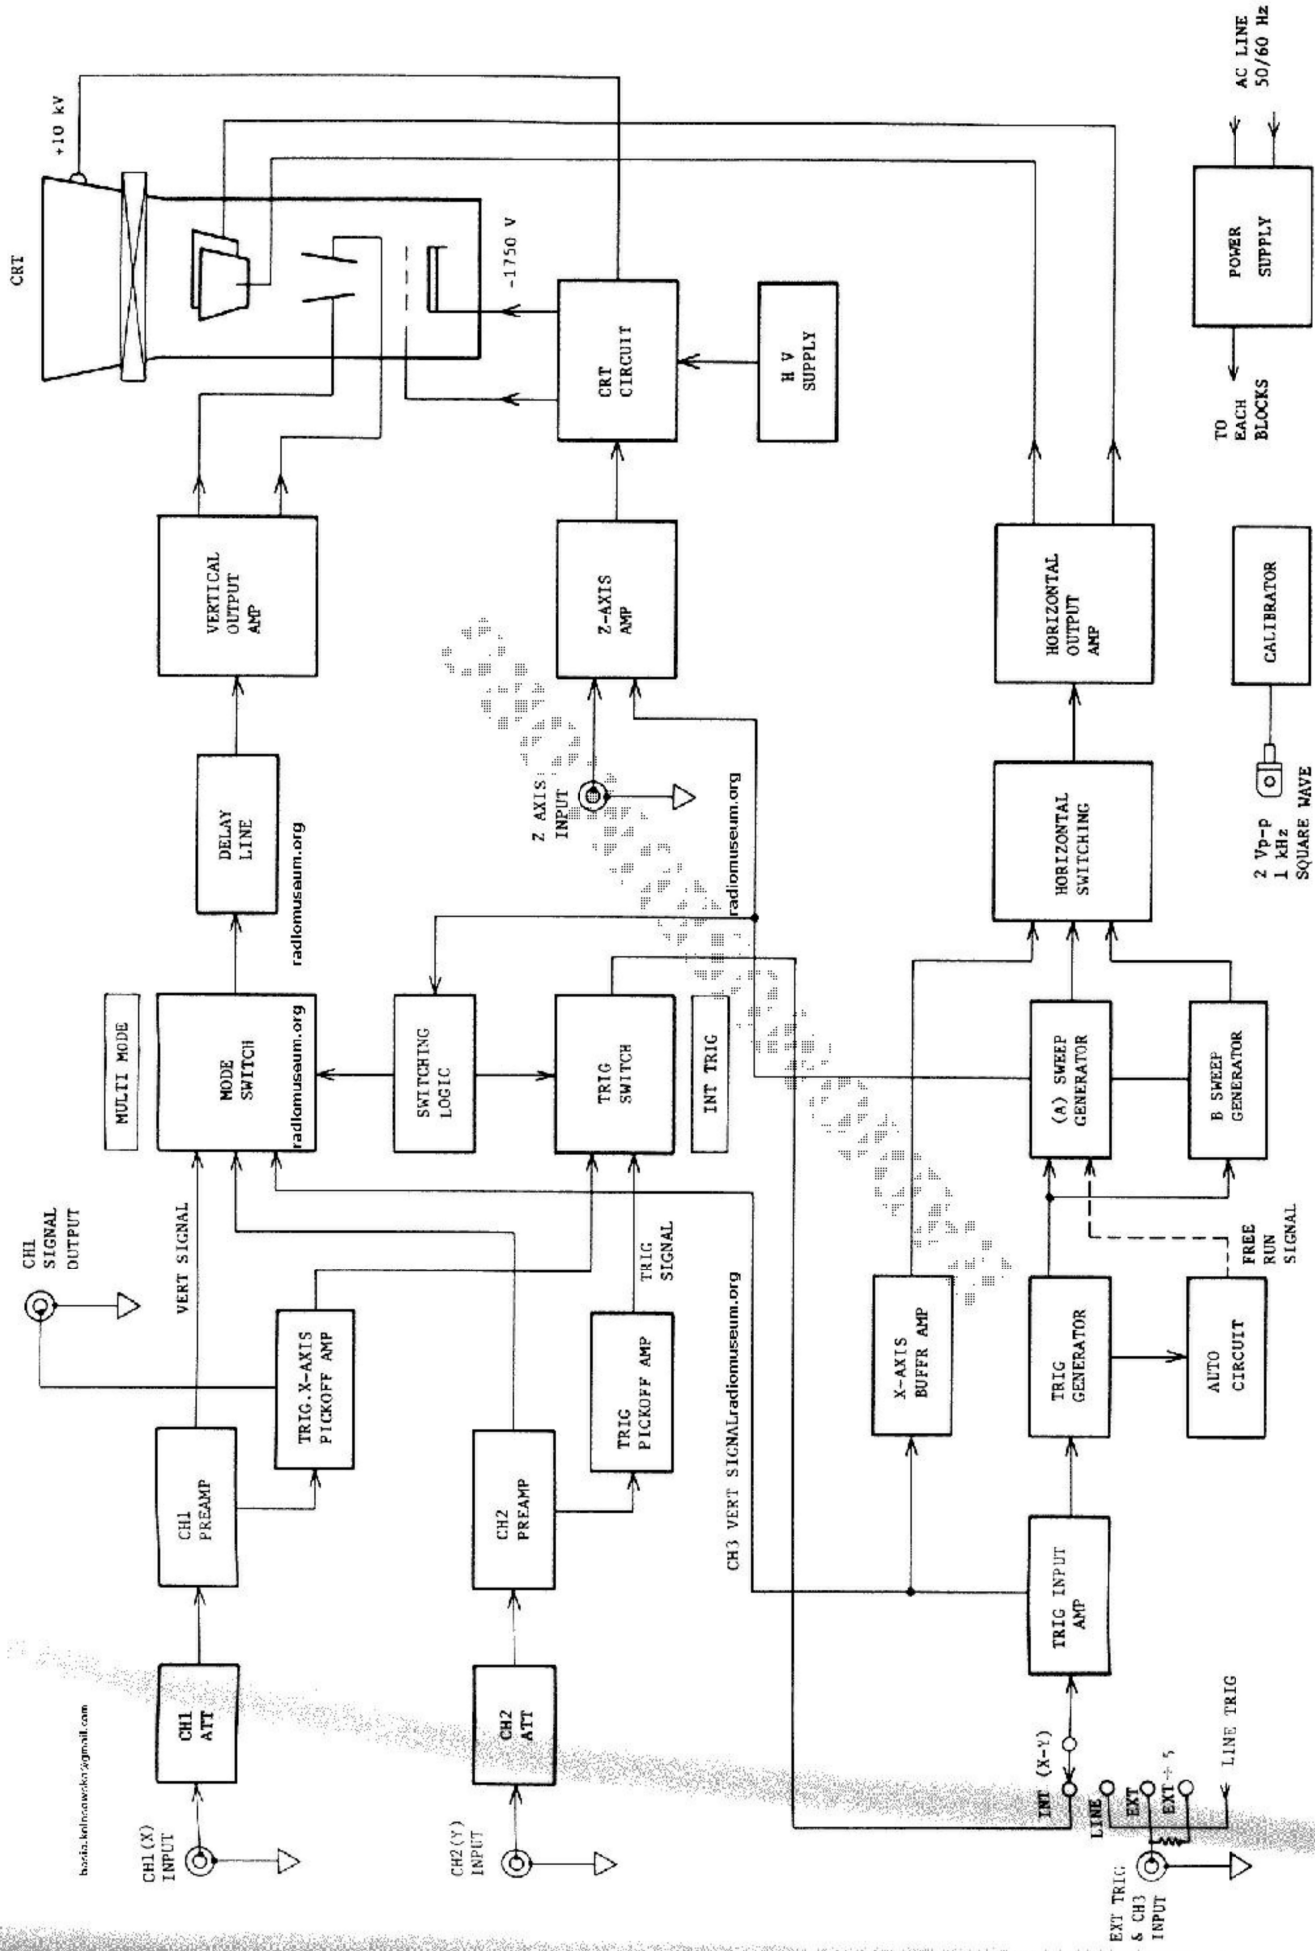 CRT
+10 kV
-1750 V
CRT
CIRCUIT
H V
SUPPLY
AC LINE
50/60 Hz
POWER
SUPPLY
TO
EACH
BLOCKS
VERTICAL
OUTPUT
AMP
Z-AXIS
AMP
HORIZONTAL
OUTPUT
AMP
CALIBRATOR
2 Vp-p
1 kHz
SQUARE WAVE
DELAY
LINE
radiomuseum.org
Z AXIS
INPUT
radiomuseum.org
HORIZONTAL
SWITCHING
MULTI MODE
MODE
SWITCH
radiomuseum.org
SWITCHING
LOGIC
TRIG
SWITCH
INT TRIG
(A) SWEEP
GENERATOR
B SWEEP
GENERATOR
CH1
SIGNAL
OUTPUT
VERT SIGNAL
TRIG.X-AXIS
PICKOFF AMP
TRIG
SIGNAL
TRIG
PICKOFF AMP
CH3 VERT SIGNALradiomuseum.org
X-AXIS
BUFFR AMP
TRIG
GENERATOR
AUTO
CIRCUIT
FREE
RUN
SIGNAL
CH1
PREAMP
CH2
PREAMP
TRIG INPUT
AMP
CH1
ATT
CH2
ATT
CH1(X)
INPUT
CH2(Y)
INPUT
INT (X-Y)
LINE
EXT
EXT÷5
LINE TRIG
EXT TRIG
& CH3
INPUT